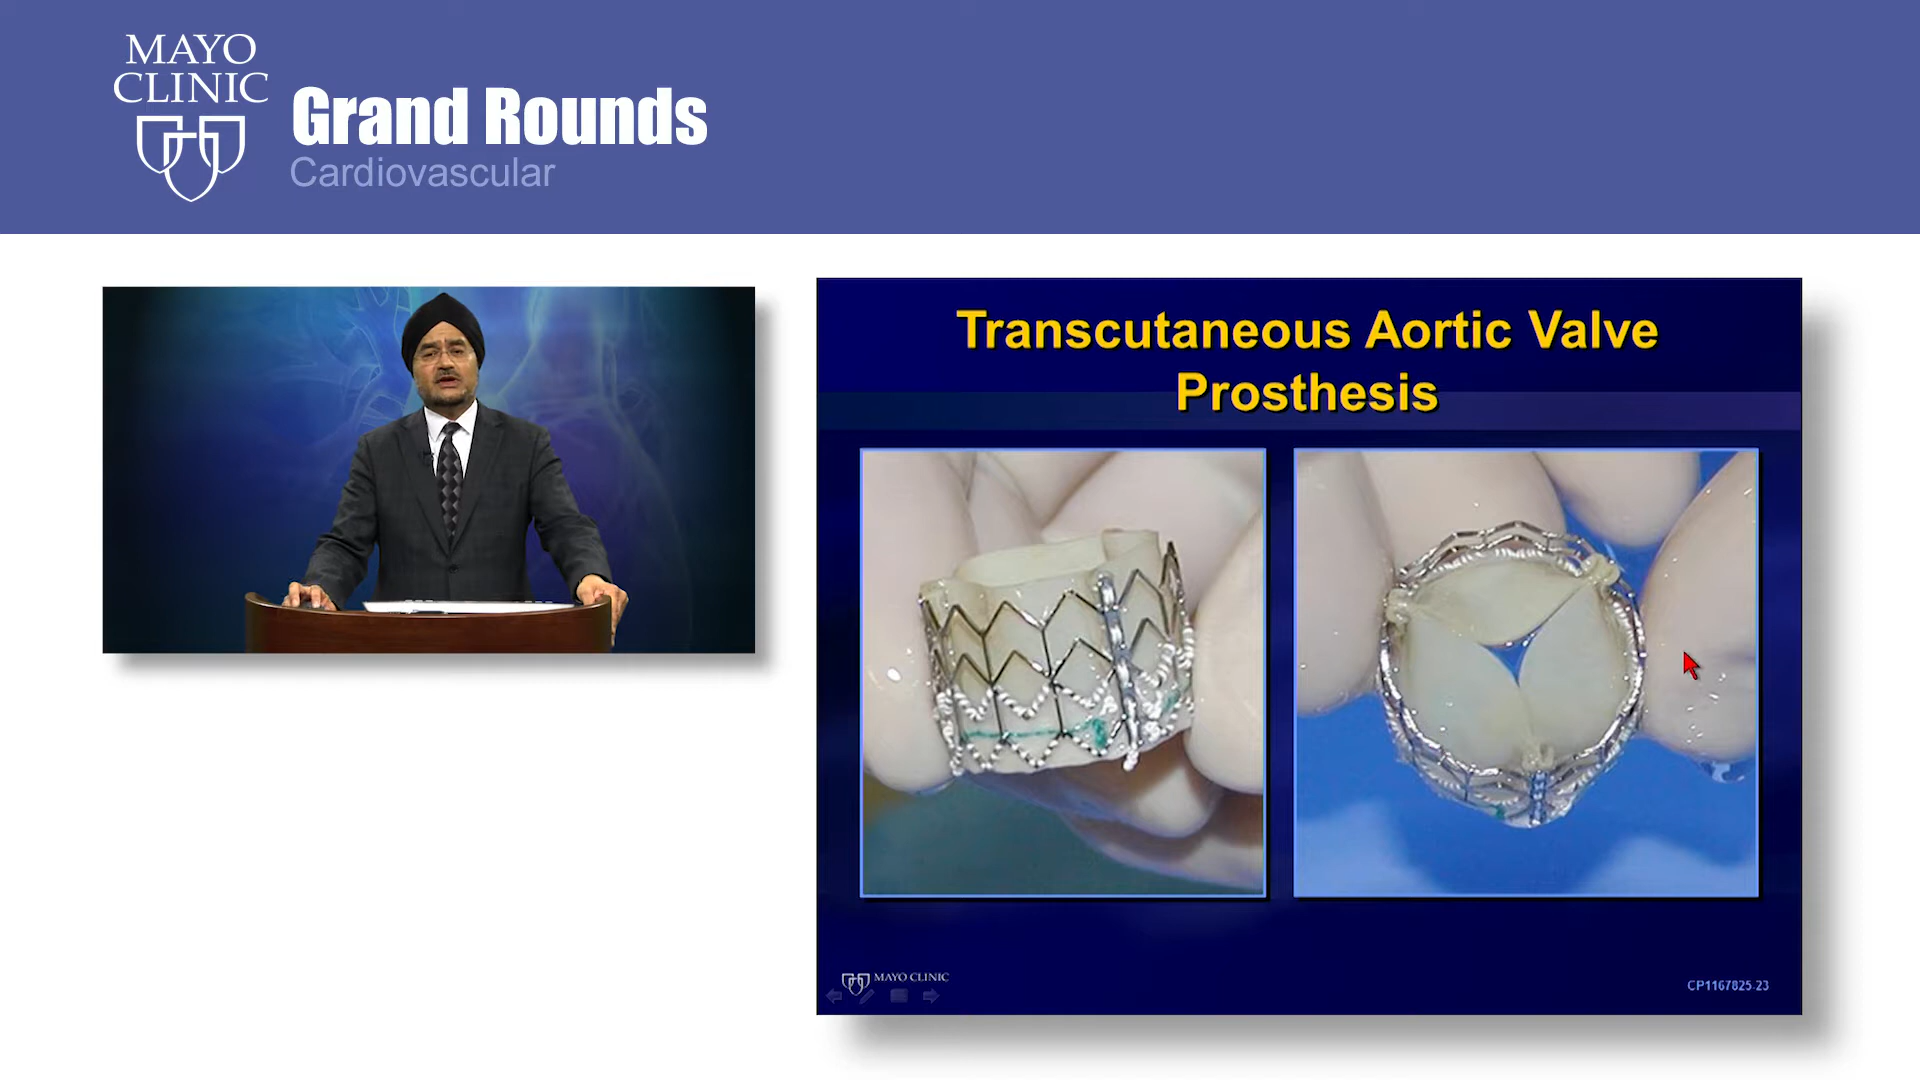 MAYO
CLINIC
Grand Rounds
Cardiovascular
Transcutaneous Aortic Valve
Prosthesis
MAYO CLINIC
CP1167825-23